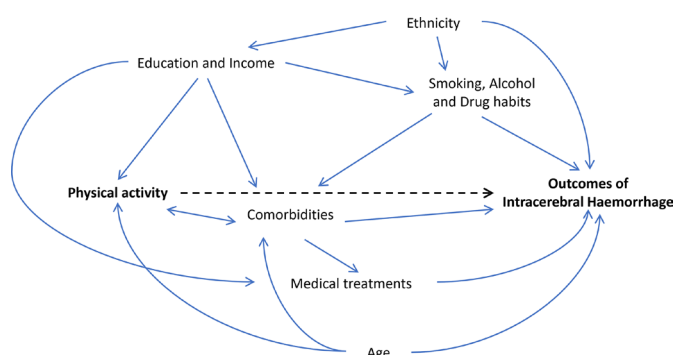 Ethnicity
Education and Income
Smoking, Alcohol
and Drug habits
Physical activity
Outcomes of
Intracerebral Haemorrhage
Comorbidities
Medical treatments
Age